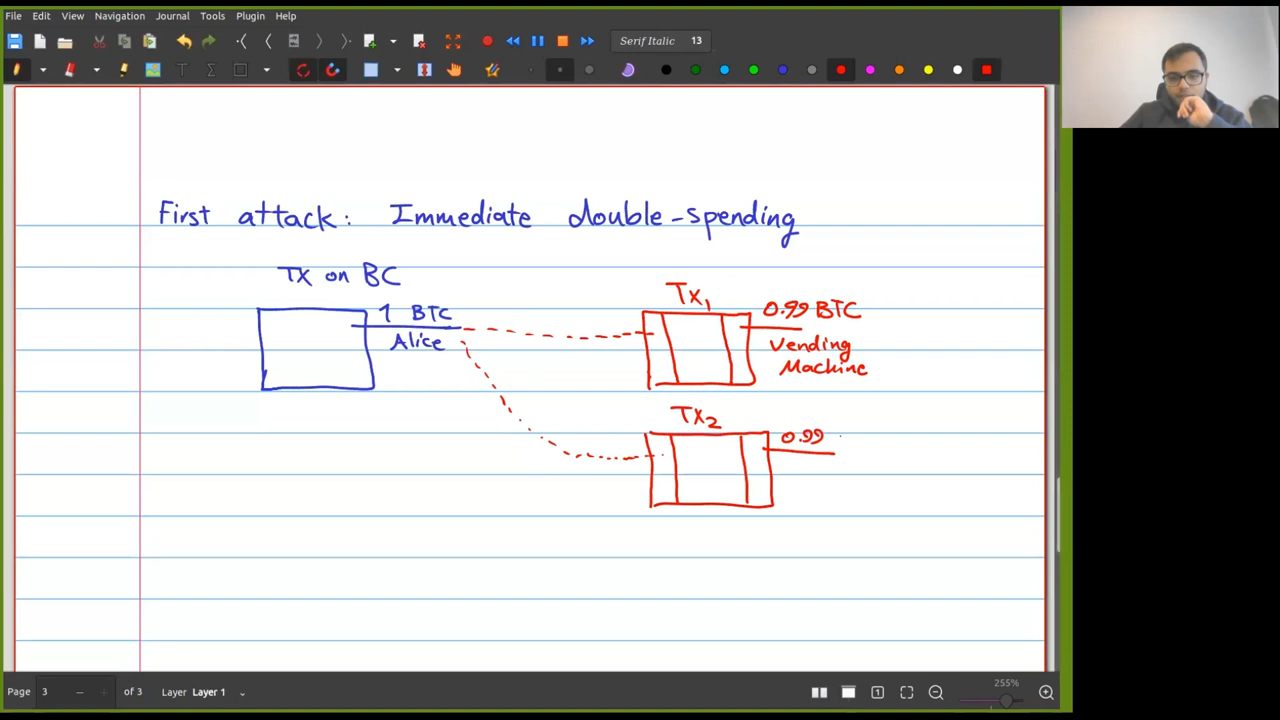 File Edit View Navigation Journal Tools Plugin Help
Serif Italic 13
First attack: Immediate double-spending
TX on BC
1 BTC
Alice
Tx1
0.99 BTC
Vending
Machine
Tx2
0.99
Page 3 of 3 Layer Layer 1
255%